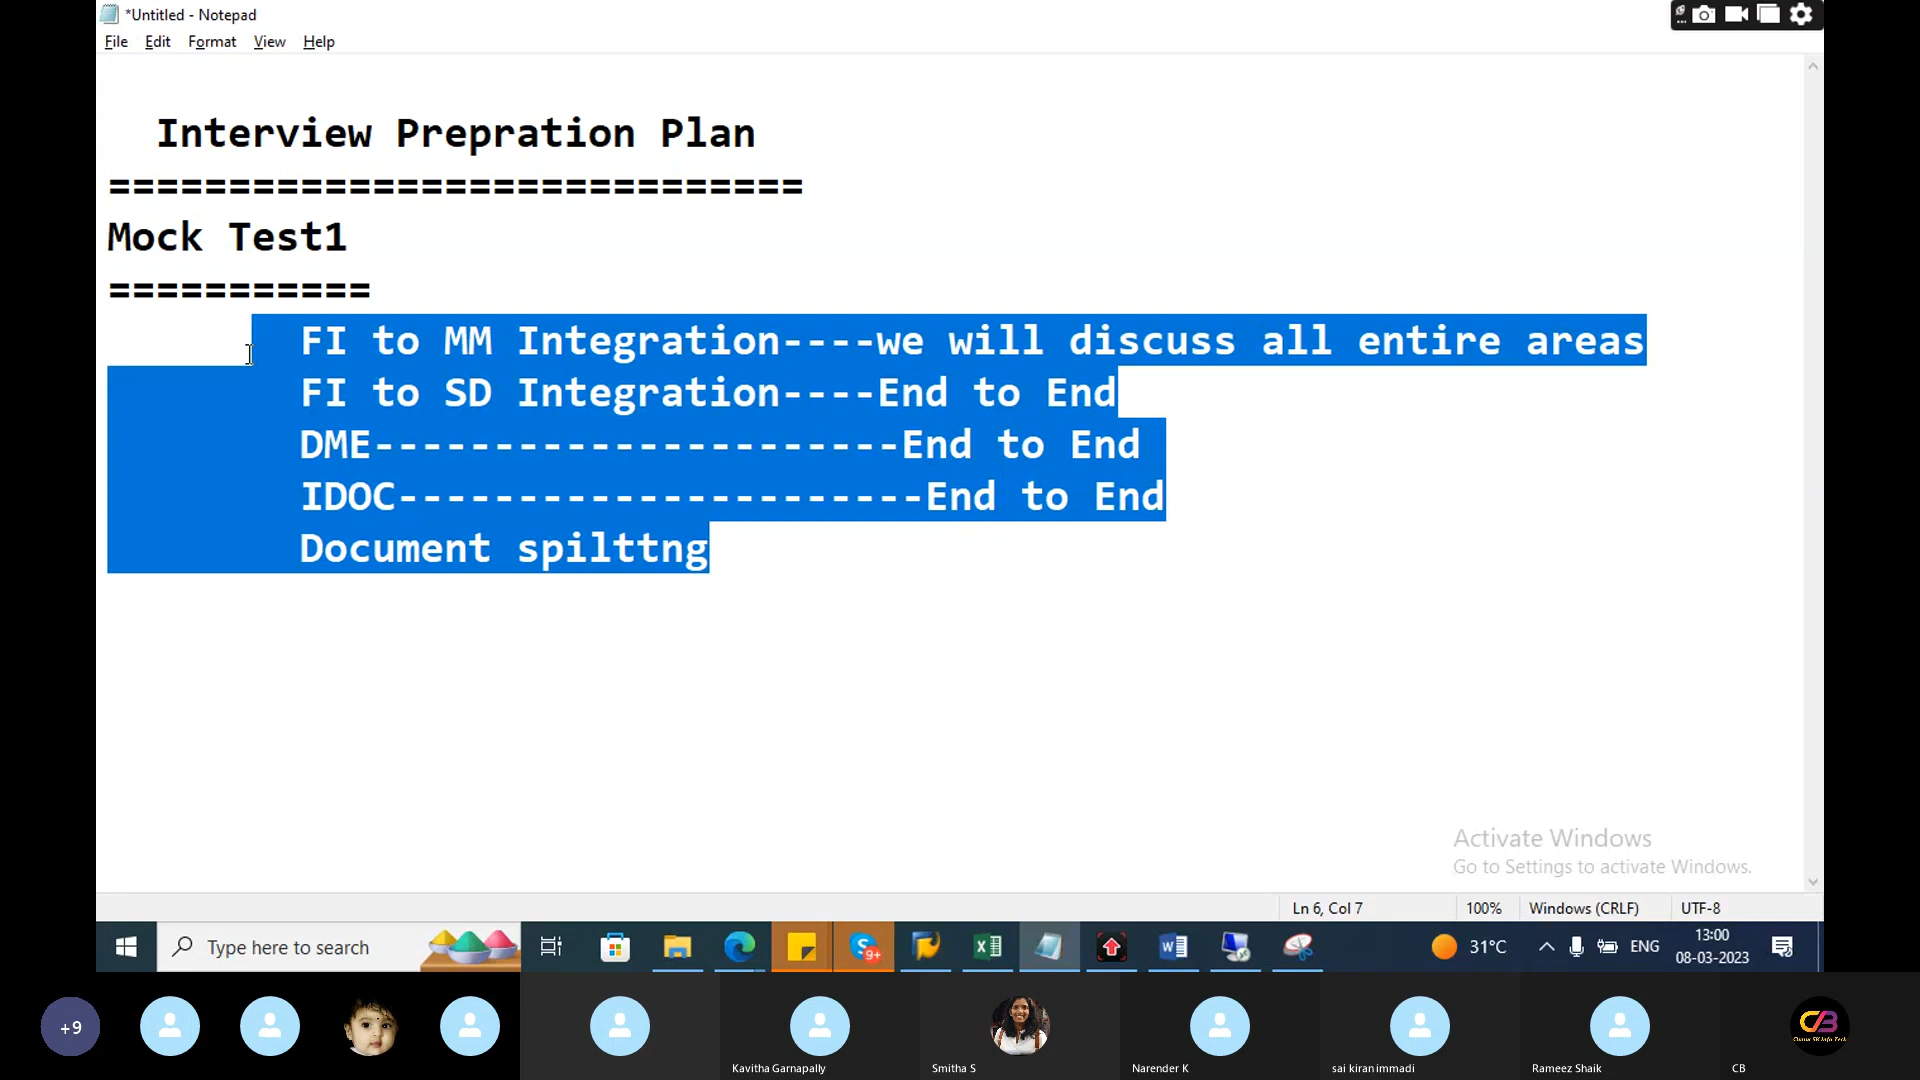 *Untitled - Notepad
File Edit Format View Help
Interview Prepration Plan
=============================
Mock Test1
===========
FI to MM Integration----we will discuss all entire areas
FI to SD Integration----End to End
DME----------------------End to End
IDOC----------------------End to End
Document spilttng
Activate Windows
Go to Settings to activate Windows.
Ln 6, Col 7 100% Windows (CRLF) UTF-8
Type here to search
9+
31°C
ENG
13:00
08-03-2023
+9
Kavitha Garnapally
Smitha S
Narender K
sai kiran immadi
Rameez Shaik
CB